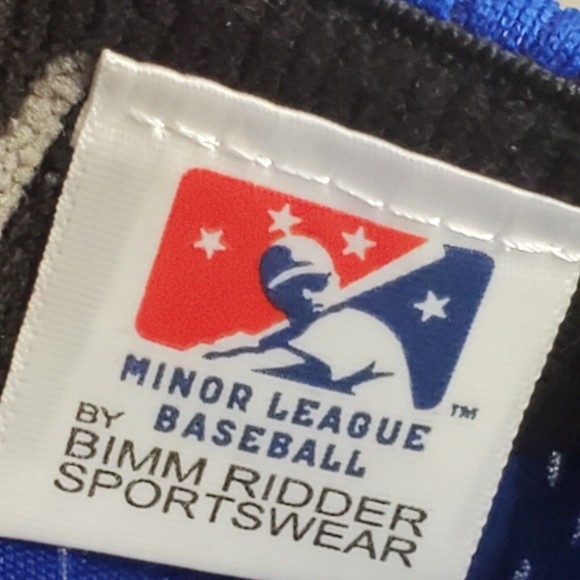 MINOR LEAGUE
BASEBALL
™
BY
BIMM RIDDER
SPORTSWEAR